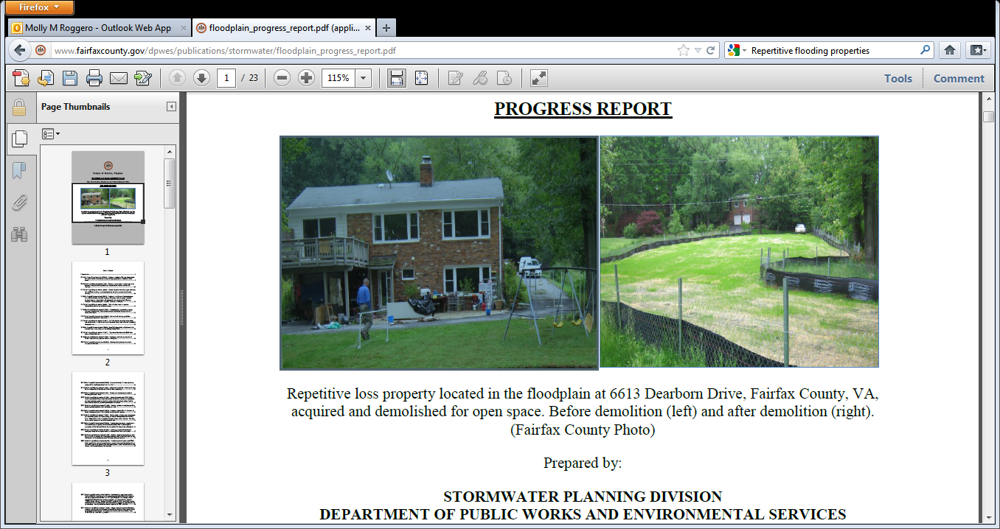 Firefox
Molly M Roggero - Outlook Web App
floodplain_progress_report.pdf (appli...
www.fairfaxcounty.gov/dpwes/publications/stormwater/floodplain_progress_report.pdf
Repertitive flooding properties
1 / 23
115%
Tools
Comment
Page Thumbnails
1
2
3
PROGRESS REPORT
Repetitive loss property located in the floodplain at 6613 Dearborn Drive, Fairfax County, VA,
acquired and demolished for open space. Before demolition (left) and after demolition (right).
(Fairfax County Photo)
Prepared by:
STORMWATER PLANNING DIVISION
DEPARTMENT OF PUBLIC WORKS AND ENVIRONMENTAL SERVICES